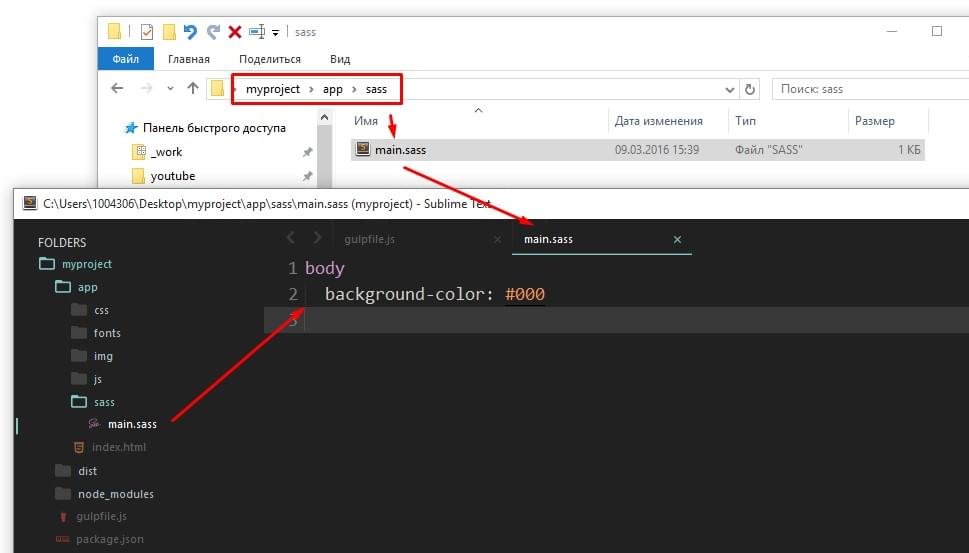 sass
Файл Главная Поделиться Вид
myproject app sass
Поиск: sass
Панель быстрого доступа
_work
youtube
Имя Дата изменения Тип Размер
main.sass 09.03.2016 15:39 Файл "SASS" 1 КБ
C:\Users\1004306\Desktop\myproject\app\sass\main.sass (myproject) - Sublime Text
FOLDERS
myproject
app
css
fonts
img
js
sass
main.sass
index.html
dist
node_modules
gulpfile.js
package.json
gulpfile.js main.sass
1 body
2 background-color: #000
3